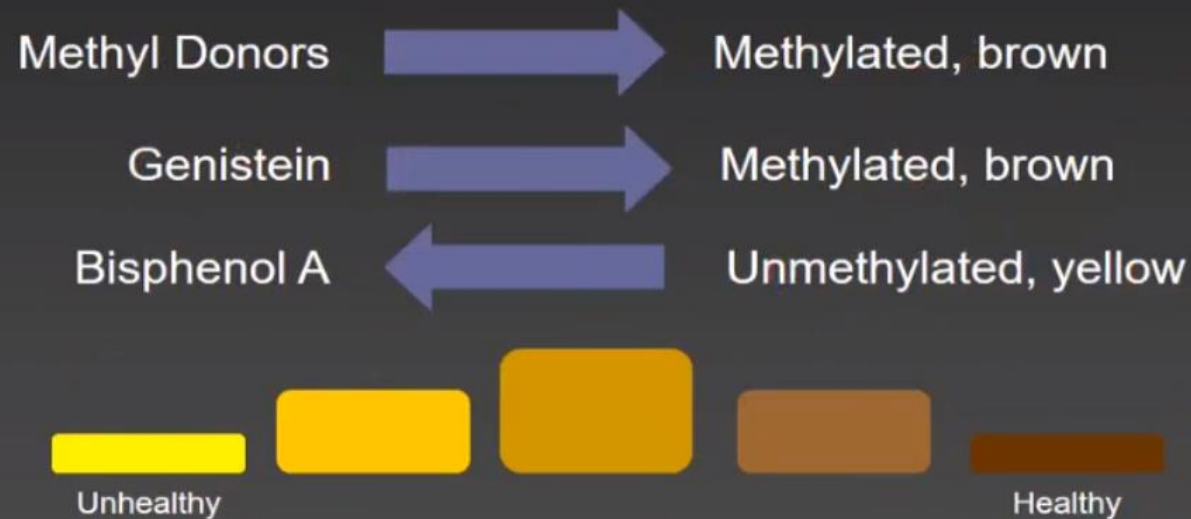 Methyl Donors Methylated, brown
Genistein Methylated, brown
Bisphenol A Unmethylated, yellow
Unhealthy Healthy